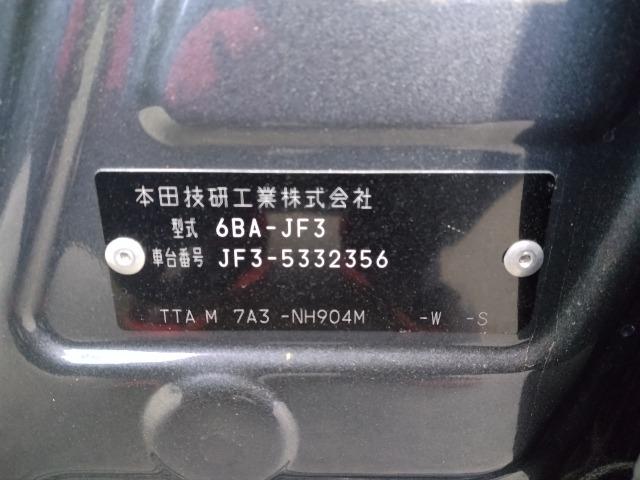 本田技研工業株式会社
型式 6BA-JF3
車台番号 JF3-5332356
TTA M 7A3 -NH904M -W -S